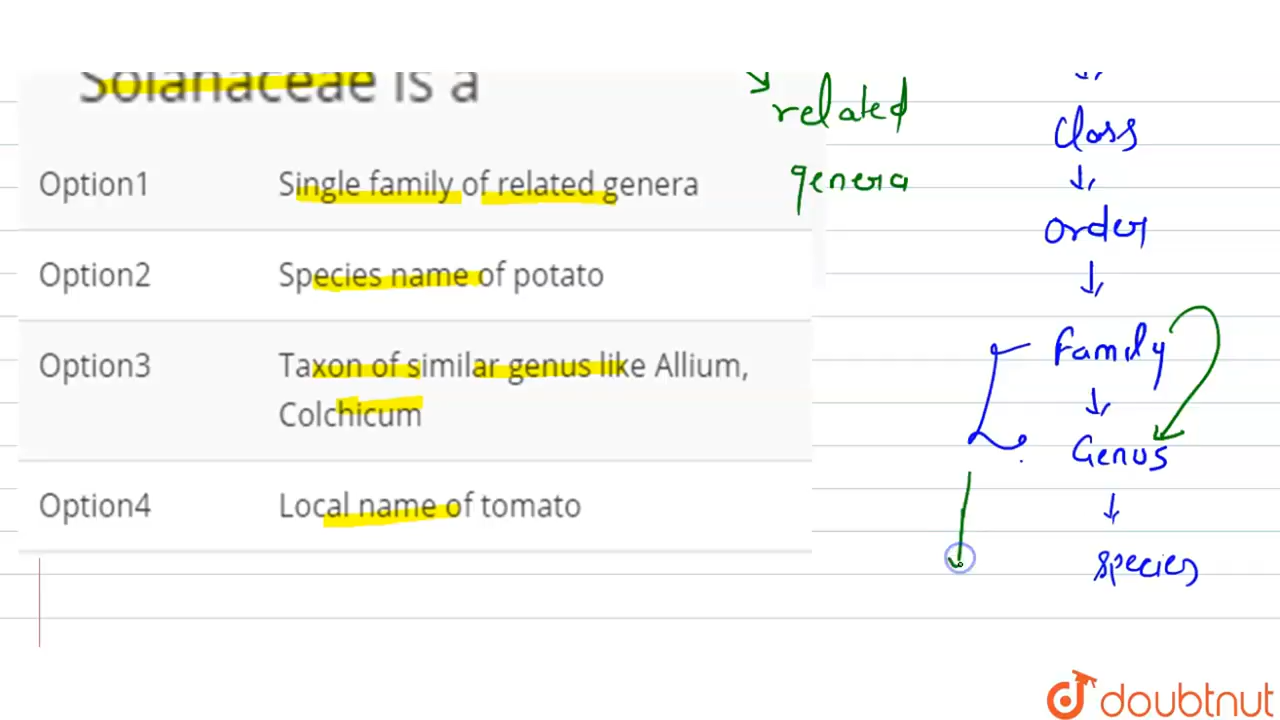 Solanaceae is a
Option1 Single family of related genera
Option2 Species name of potato
Option3 Taxon of similar genus like Allium,
Colchicum
Option4 Local name of tomato
related
genera
Class
order
Family
Genus
species
doubtnut